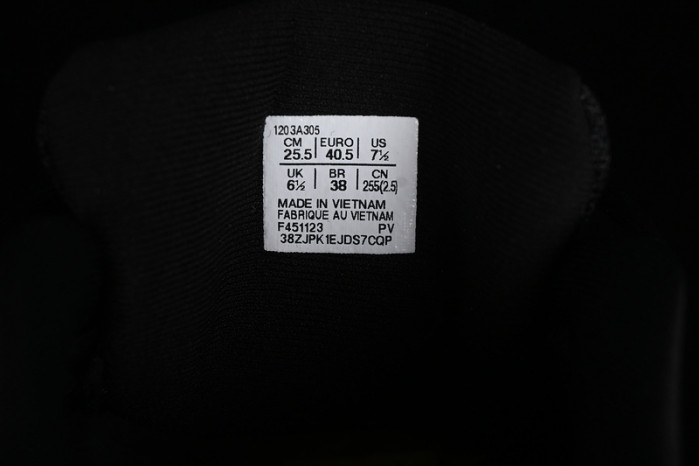 1203A305
CM EURO US
25.5 40.5 7½
UK BR CN
6½ 38 255(2.5)
MADE IN VIETNAM
FABRIQUE AU VIETNAM
F451123 PV
38ZJPK1EJDS7CQP